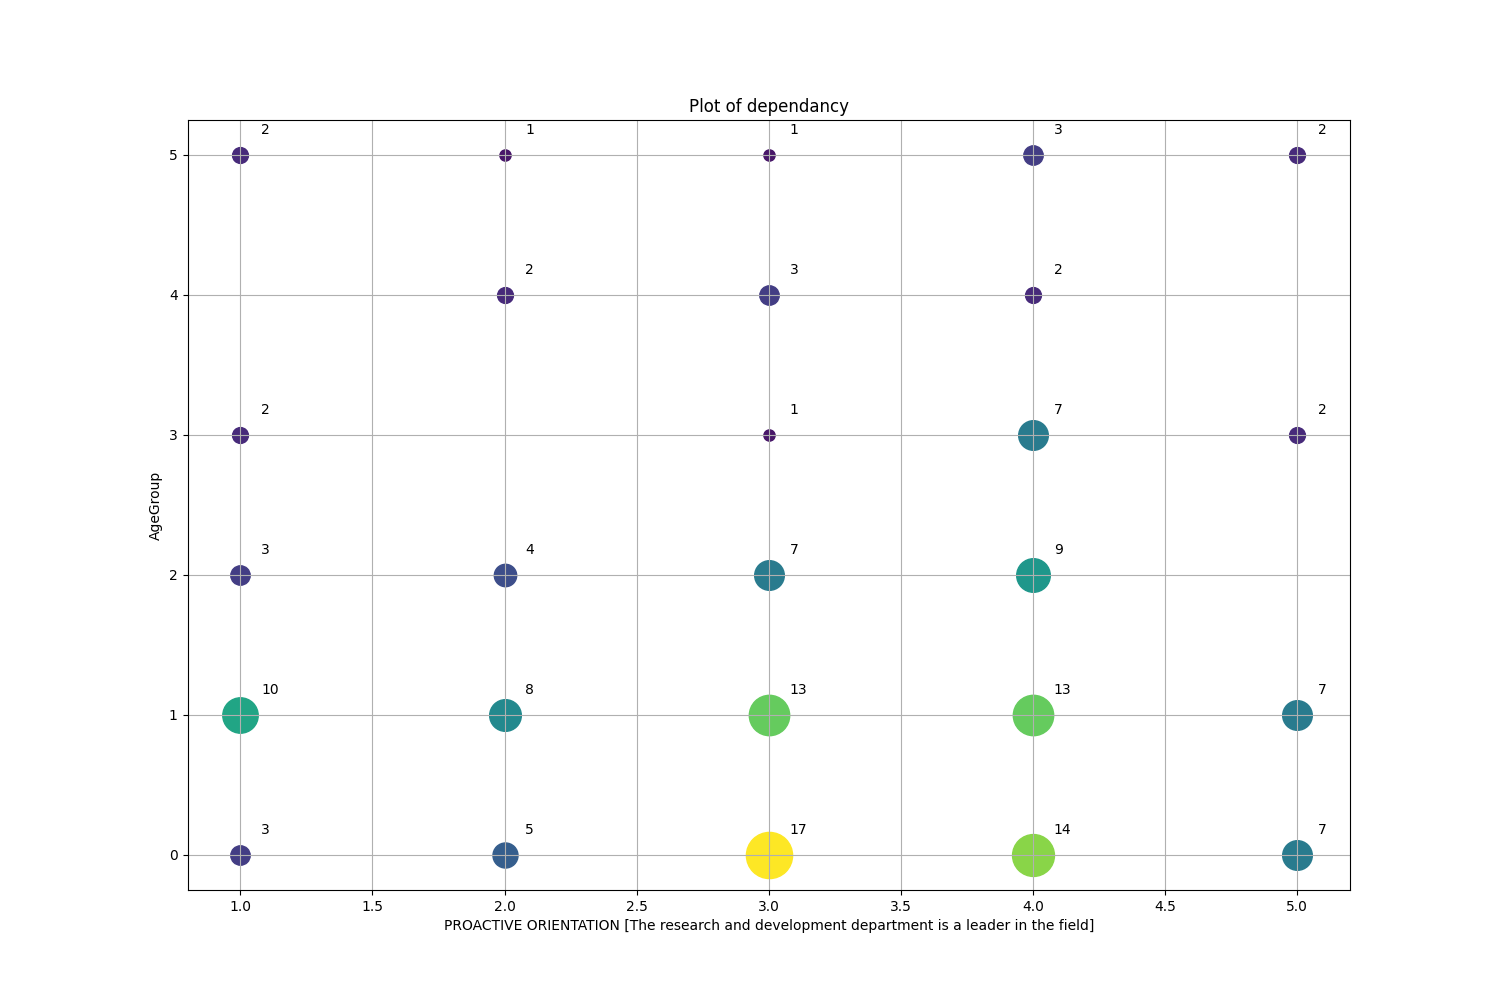 Plot of dependancy
2 1 1 3 2
5
2 3 2
4
2 1 7 2
3
3 4 7 9
2
10 8 13 13 7
1
3 5 17 14 7
0
AgeGroup
1.0 1.5 2.0 2.5 3.0 3.5 4.0 4.5 5.0
PROACTIVE ORIENTATION [The research and development department is a leader in the field]